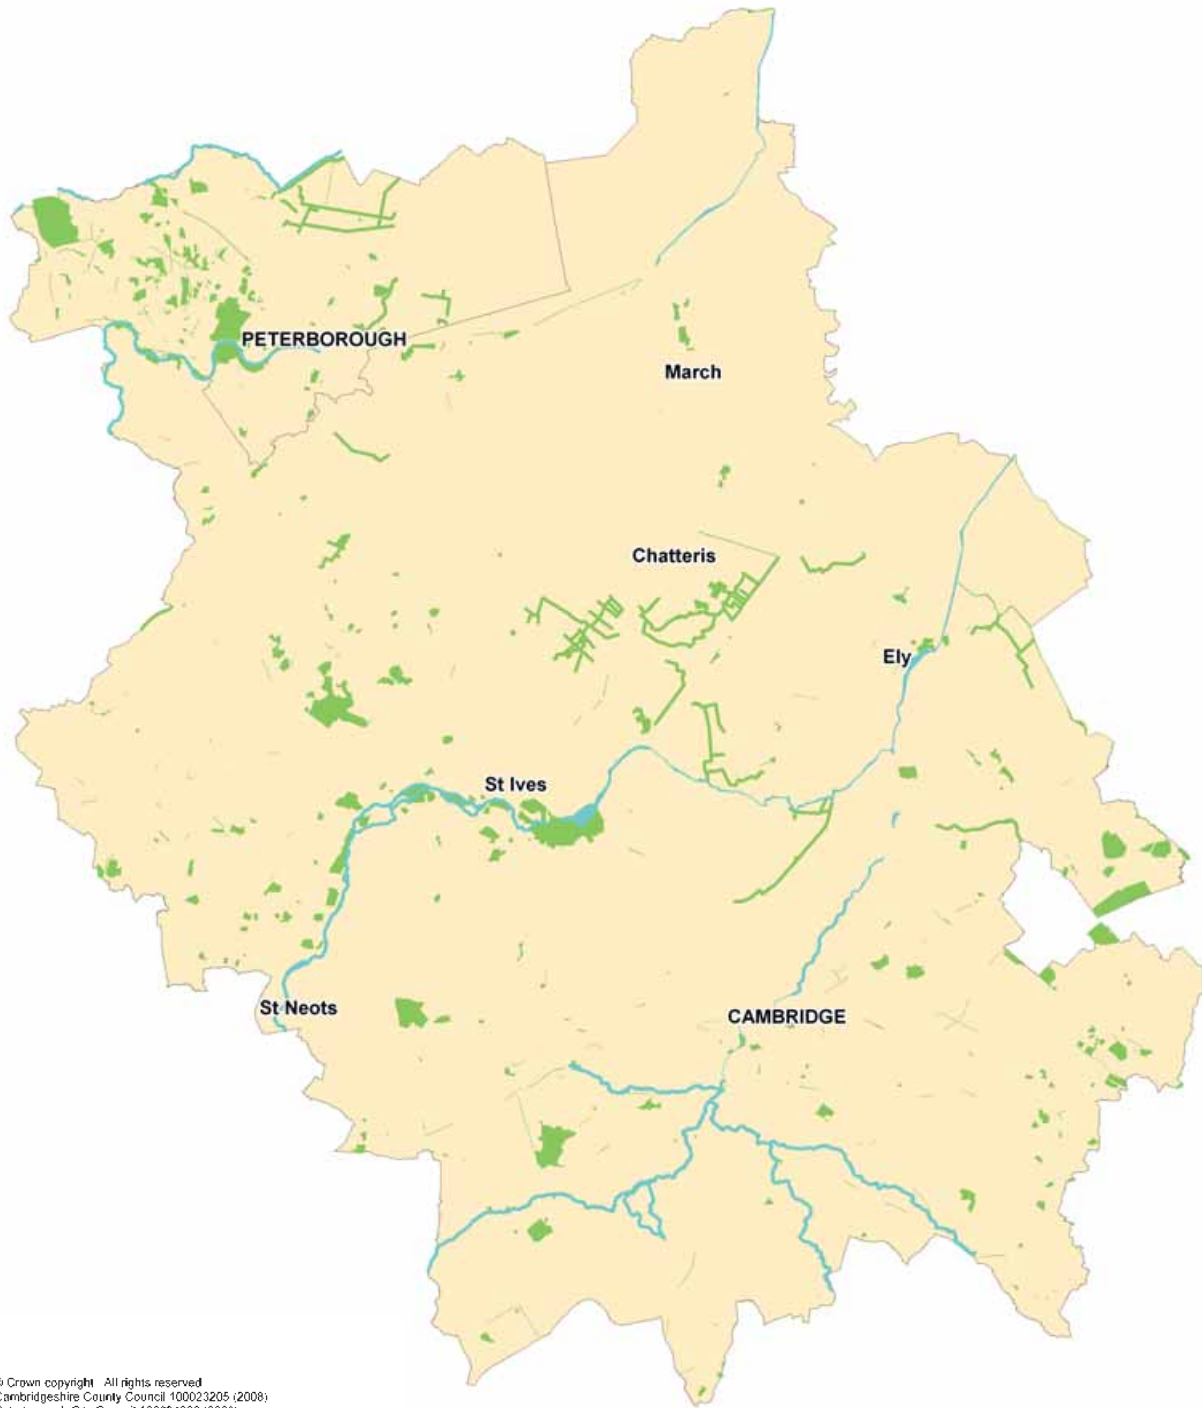 PETERBOROUGH
March
Chatteris
Ely
St Ives
St Neots
CAMBRIDGE
© Crown copyright All rights reserved
Cambridgeshire County Council 100023205 (2008)